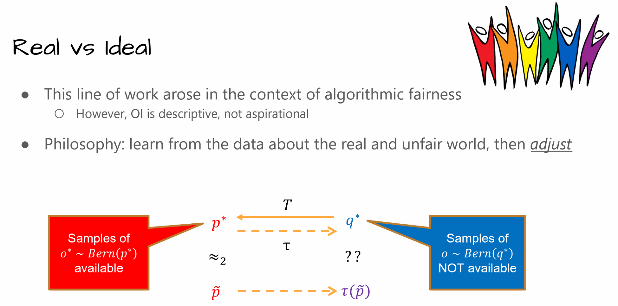 Real vs Ideal
● This line of work arose in the context of algorithmic fairness
○ However, OI is descriptive, not aspirational
● Philosophy: learn from the data about the real and unfair world, then adjust
T
p* q*
τ
Samples of
o* ~ Bern(p*)
available
Samples of
o ~ Bern(q*)
NOT available
≈₂ ??
p̃ τ(p̃)